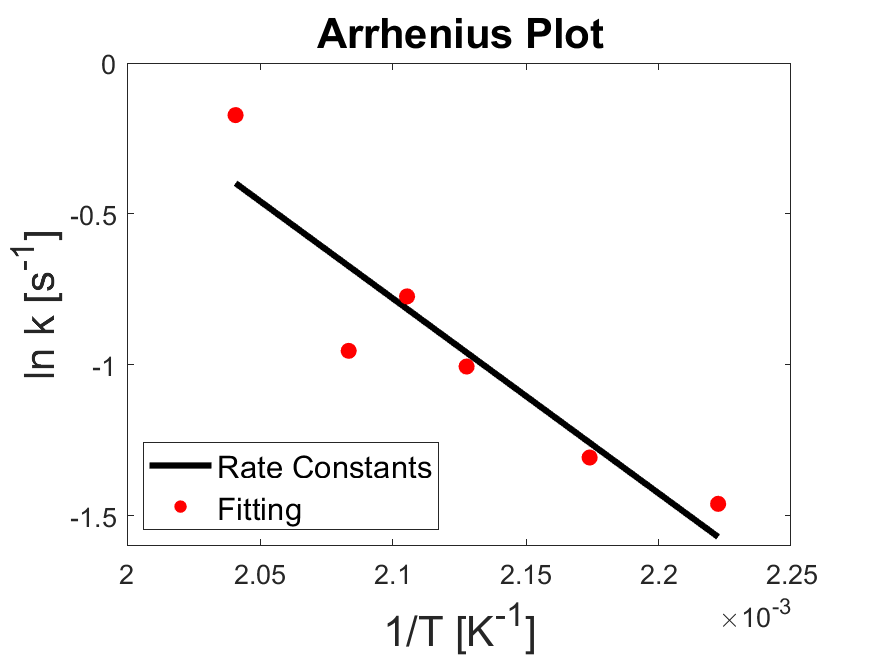 Arrhenius Plot
0
-0.5
-1
-1.5
ln k [s-1]
Rate Constants
Fitting
2
2.05
2.1
2.15
2.2
2.25
×10-3
1/T [K-1]